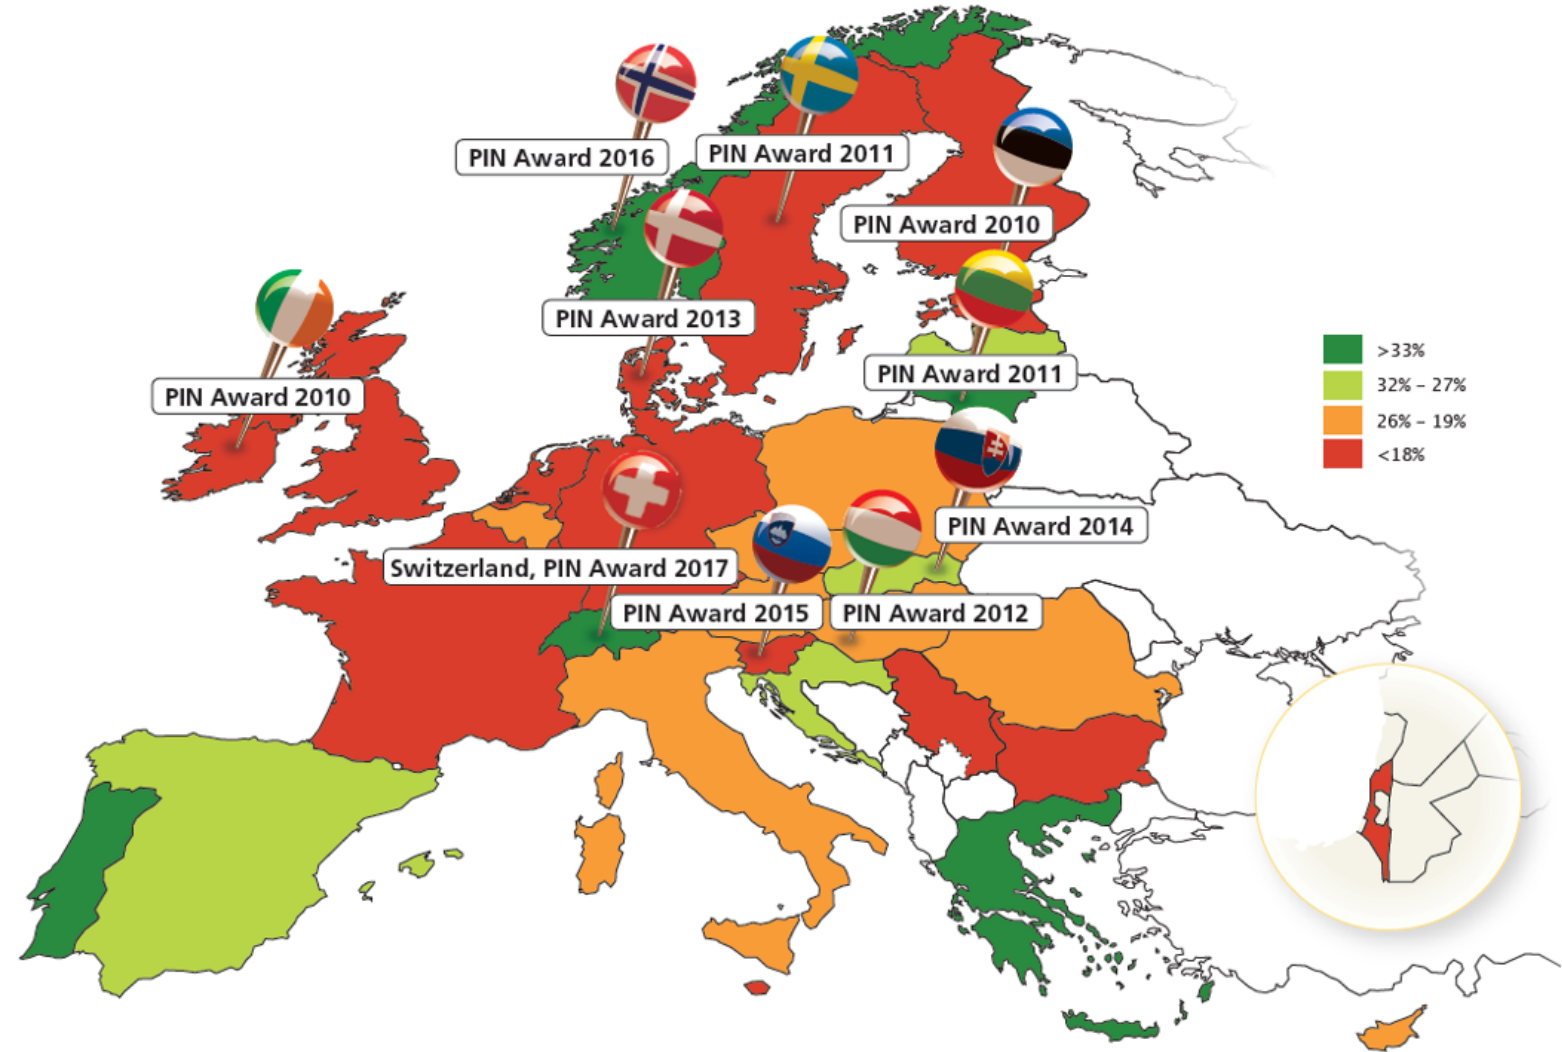 PIN Award 2016
PIN Award 2011
PIN Award 2010
PIN Award 2013
PIN Award 2010
PIN Award 2011
>33%
32% – 27%
26% – 19%
<18%
PIN Award 2014
Switzerland, PIN Award 2017
PIN Award 2015
PIN Award 2012